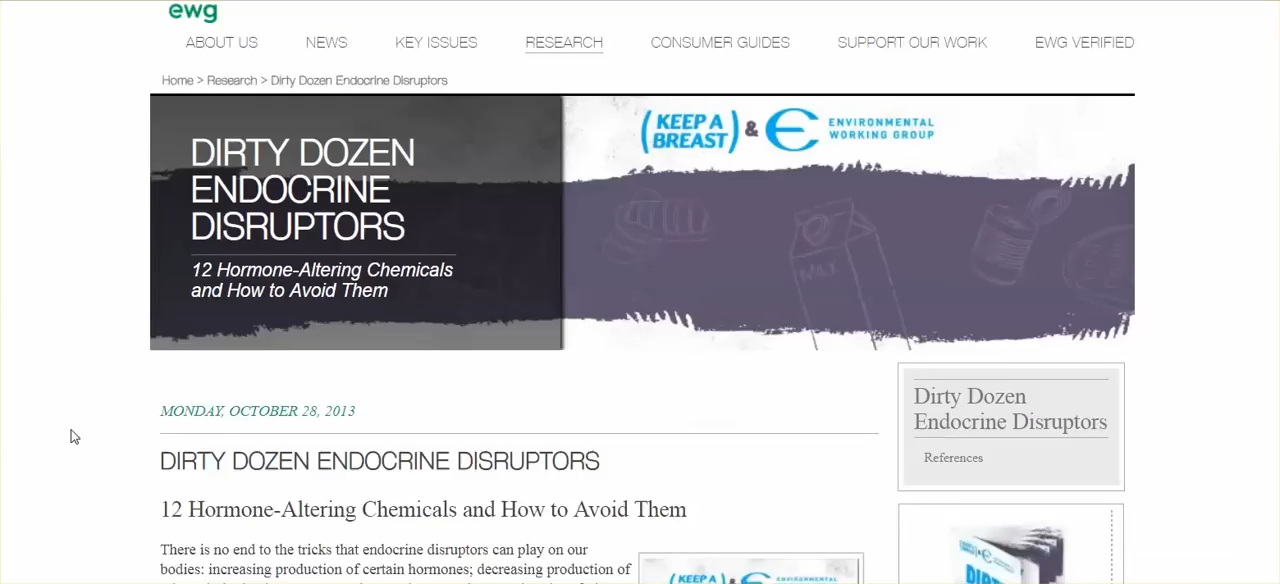 ewg
ABOUT US NEWS KEY ISSUES RESEARCH CONSUMER GUIDES SUPPORT OUR WORK EWG VERIFIED
Home > Research > Dirty Dozen Endocrine Disruptors
(KEEP A BREAST) & ENVIRONMENTAL WORKING GROUP
DIRTY DOZEN
ENDOCRINE
DISRUPTORS
12 Hormone-Altering Chemicals
and How to Avoid Them
MILK
MONDAY, OCTOBER 28, 2013
DIRTY DOZEN ENDOCRINE DISRUPTORS
12 Hormone-Altering Chemicals and How to Avoid Them
There is no end to the tricks that endocrine disruptors can play on our
bodies: increasing production of certain hormones; decreasing production of
Dirty Dozen
Endocrine Disruptors
References